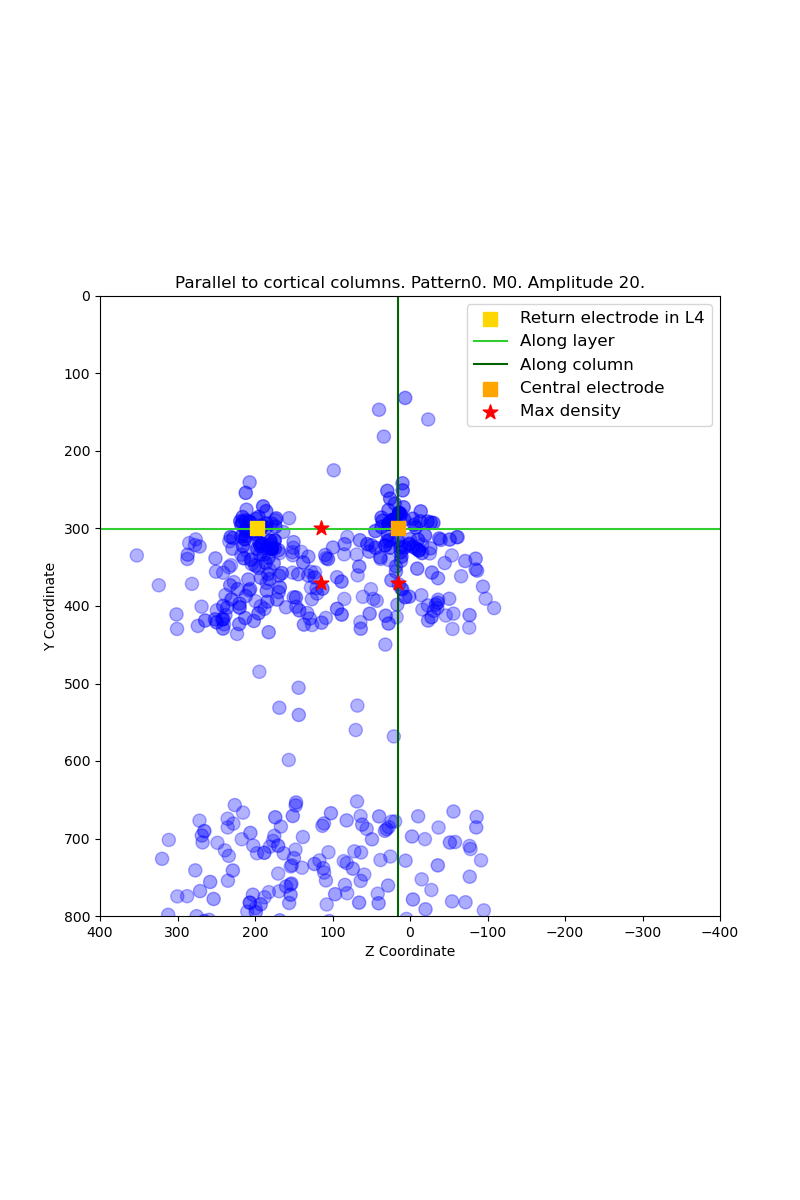 Parallel to cortical columns. Pattern0. M0. Amplitude 20.
Return electrode in L4
Along layer
Along column
Central electrode
Max density
0
100
200
300
400
500
600
700
800
Y Coordinate
400 300 200 100 0 −100 −200 −300 −400
Z Coordinate